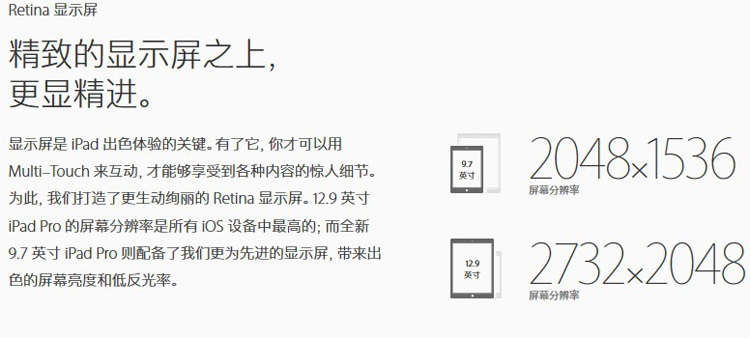 Retina 显示屏
精致的显示屏之上，
更显精进。
显示屏是 iPad 出色体验的关键。有了它，你才可以用
Multi-Touch 来互动，才能够享受到各种内容的惊人细节。
为此，我们打造了更生动绚丽的 Retina 显示屏。12.9 英寸
iPad Pro 的屏幕分辨率是所有 iOS 设备中最高的；而全新
9.7 英寸 iPad Pro 则配备了我们更为先进的显示屏，带来出
色的屏幕亮度和低反光率。
9.7
英寸
2048x1536
屏幕分辨率
12.9
英寸
2732x2048
屏幕分辨率